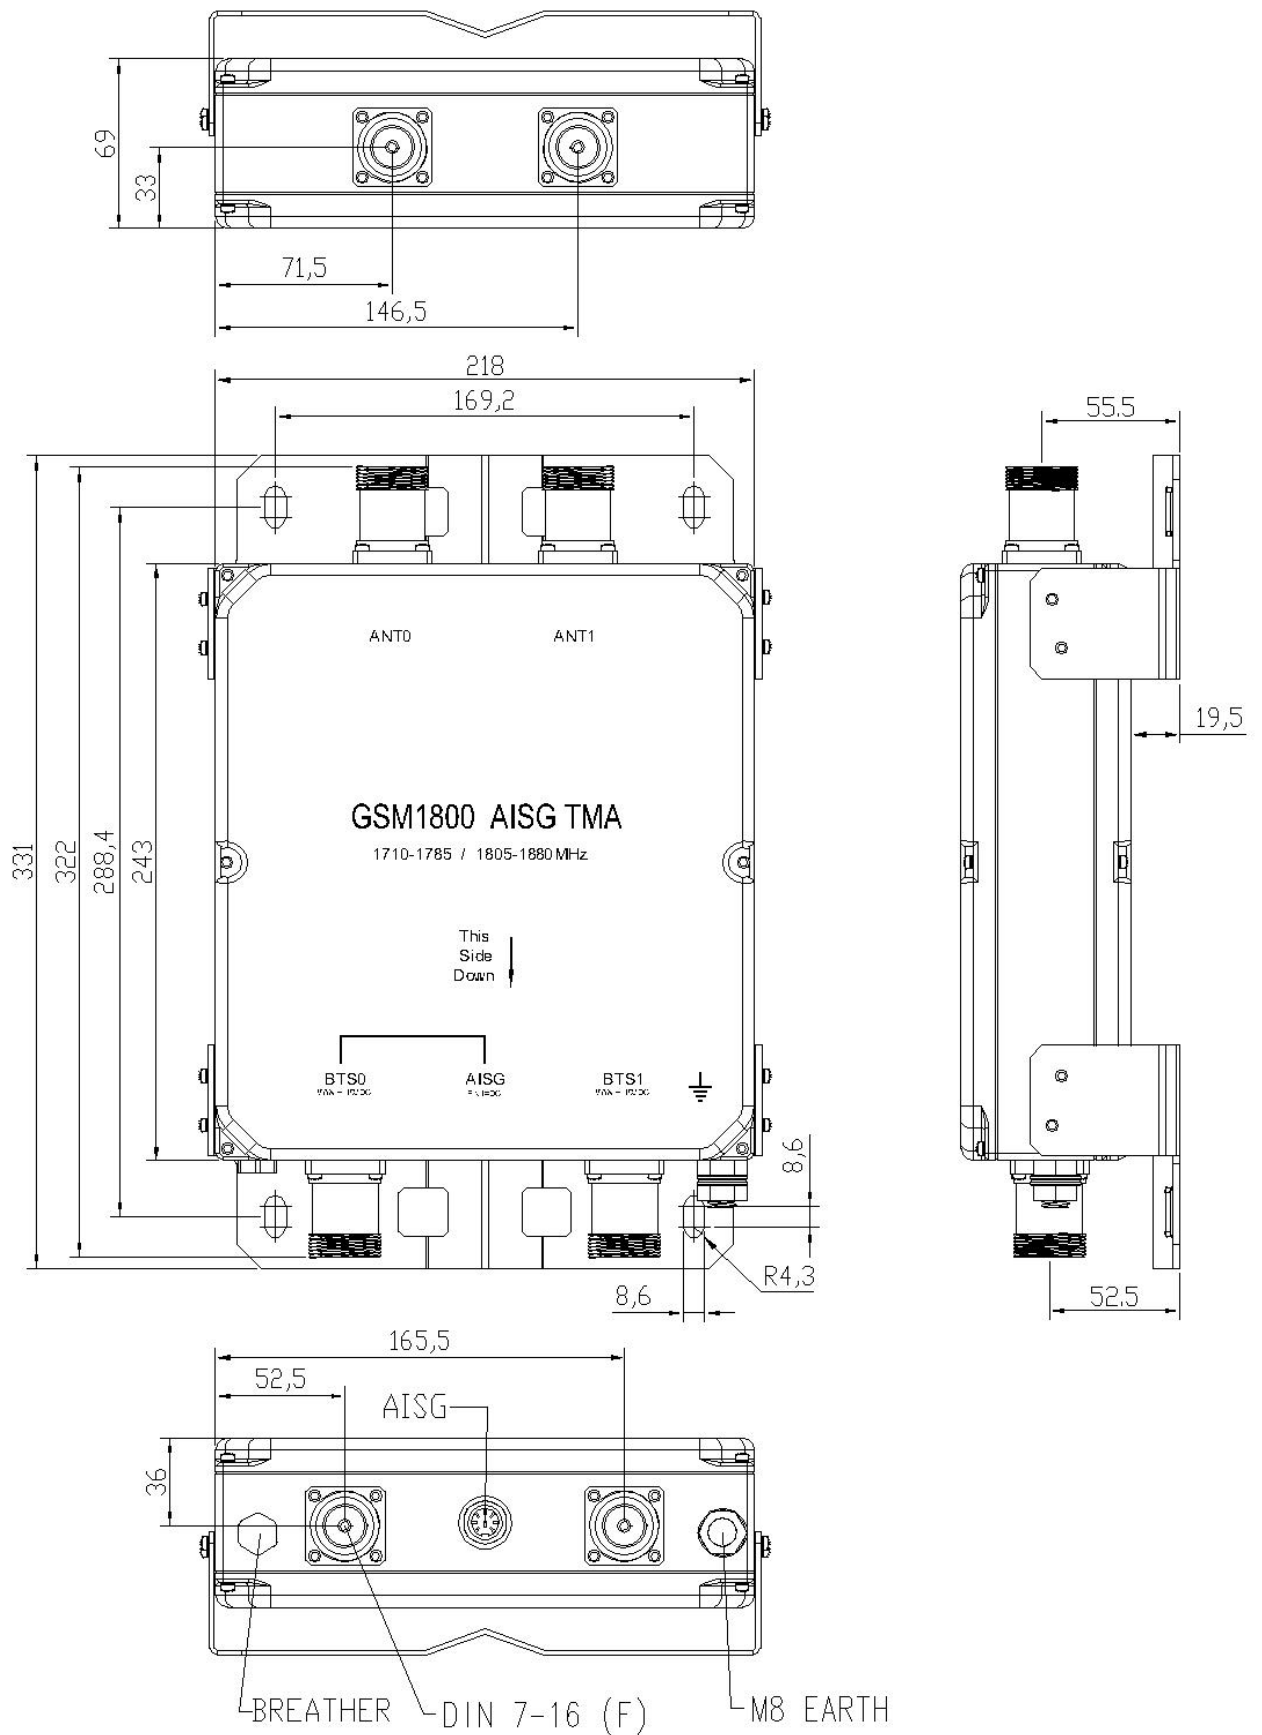 69
33
71,5
146,5
218
169,2
55.5
331
322
288,4
243
ANT0 ANT1
19,5
GSM1800 AISG TMA
1710-1785 / 1805-1880 MHz
This
Side
Down
BTS0 AISG BTS1
8,6
R4,3
8,6
52.5
165,5
52,5
AISG
36
BREATHER
DIN 7-16 (F)
M8 EARTH